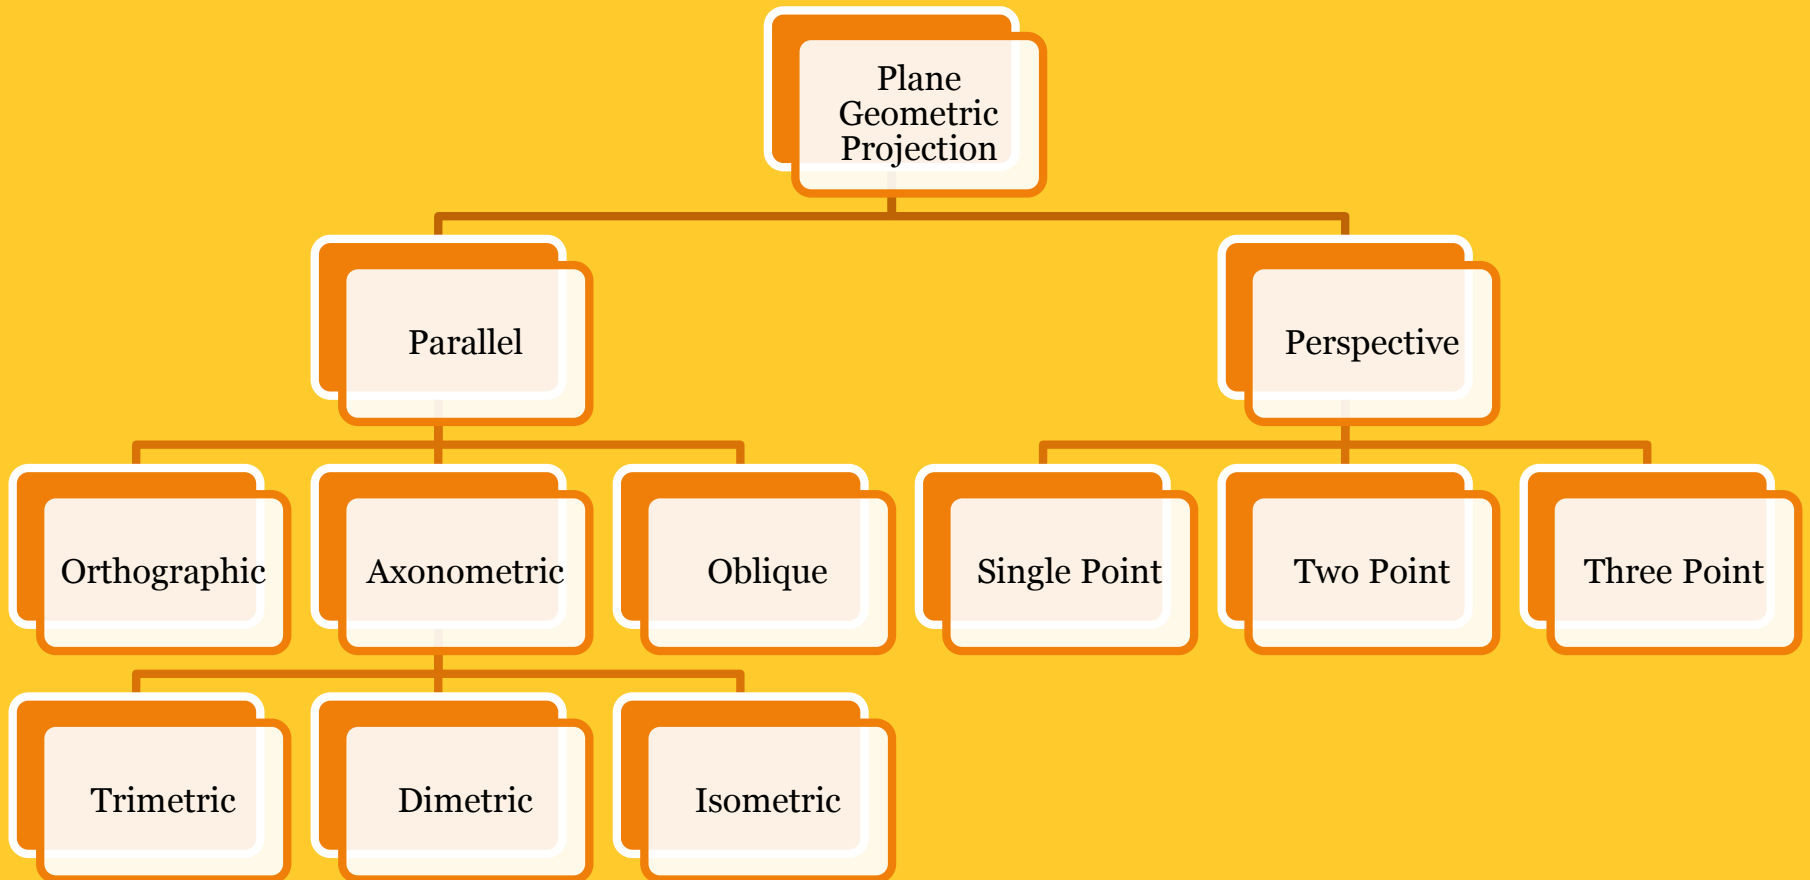 Plane
Geometric
Projection
Parallel
Perspective
Orthographic
Axonometric
Oblique
Single Point
Two Point
Three Point
Trimetric
Dimetric
Isometric